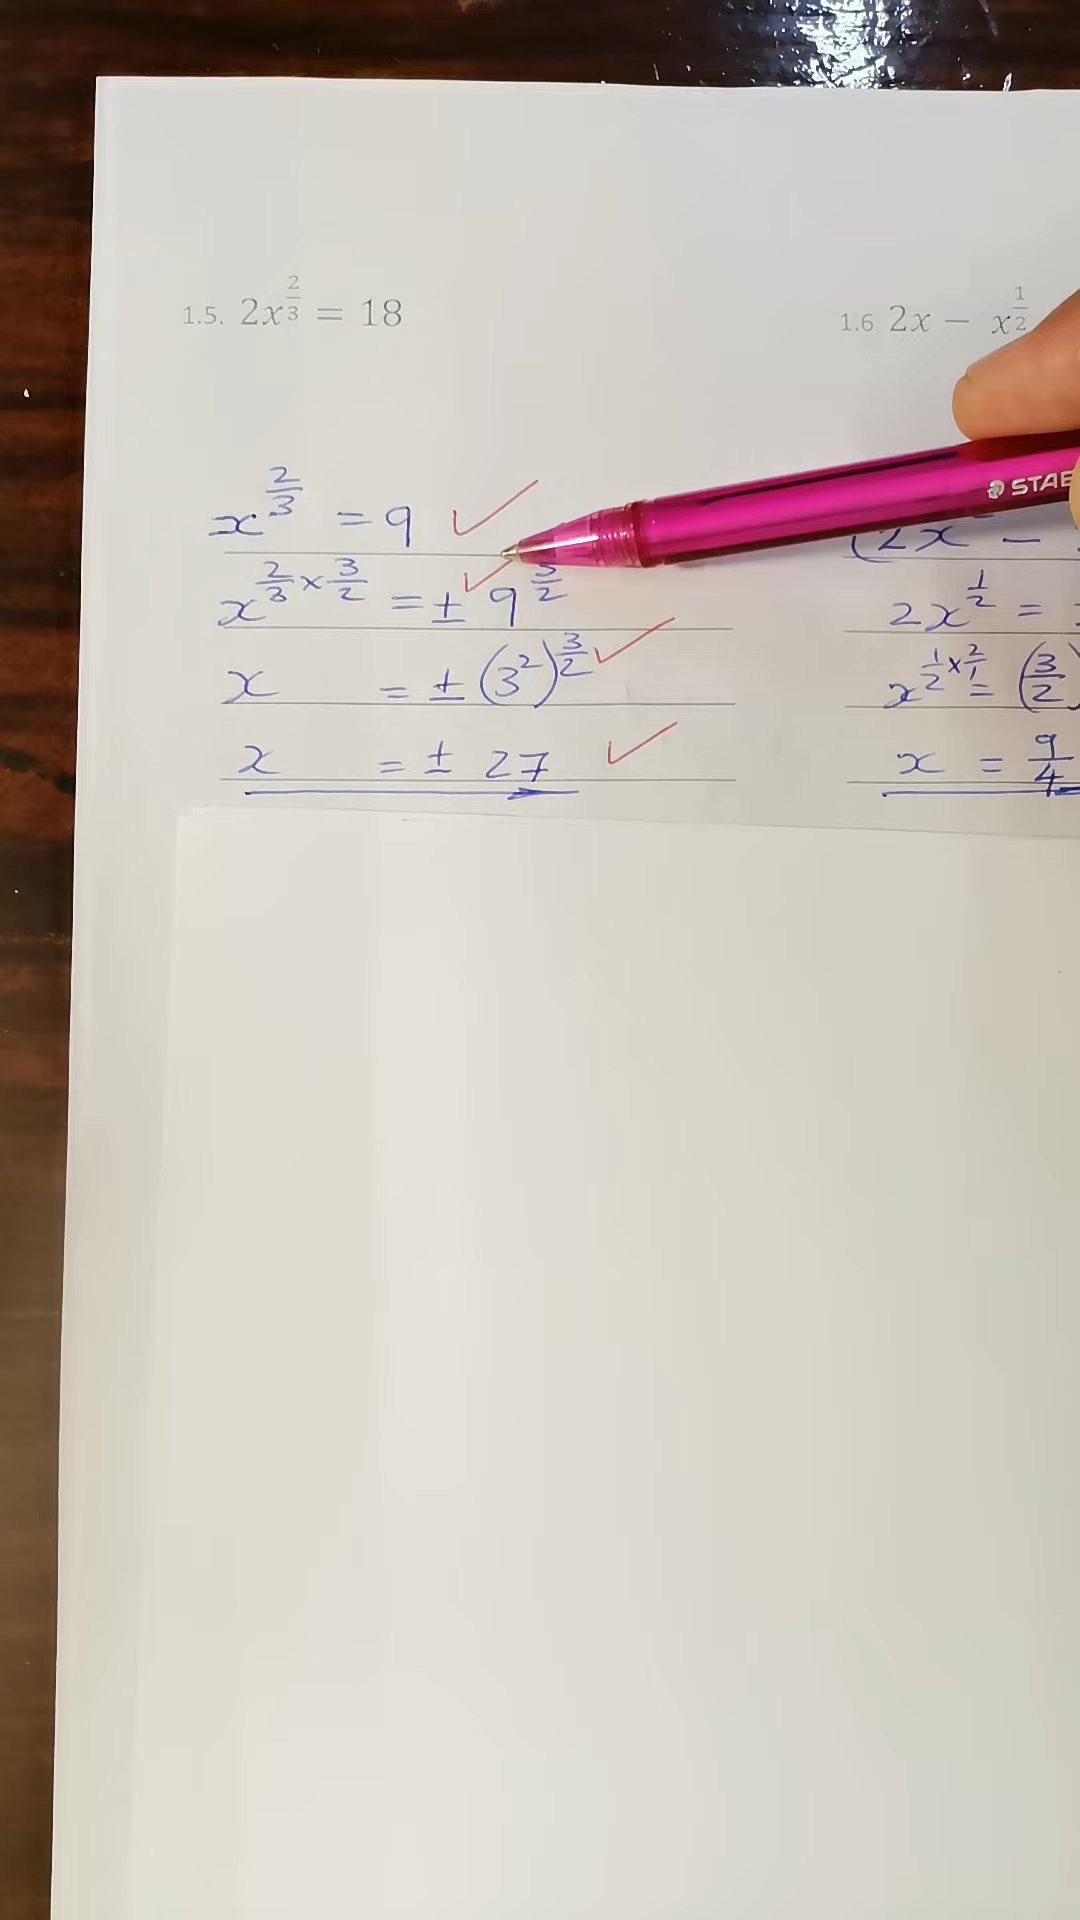 1.5. 2x^(2/3) = 18
x^(2/3) = 9
x^(2/3 × 3/2) = ± 9^(3/2)
x = ± (3²)^(3/2)
x = ± 27
1.6 2x − x^(1/2)
STAE
(2x −
2x^(1/2) =
x^(1/2 × 2/1) = (3/2)
x = 9/4